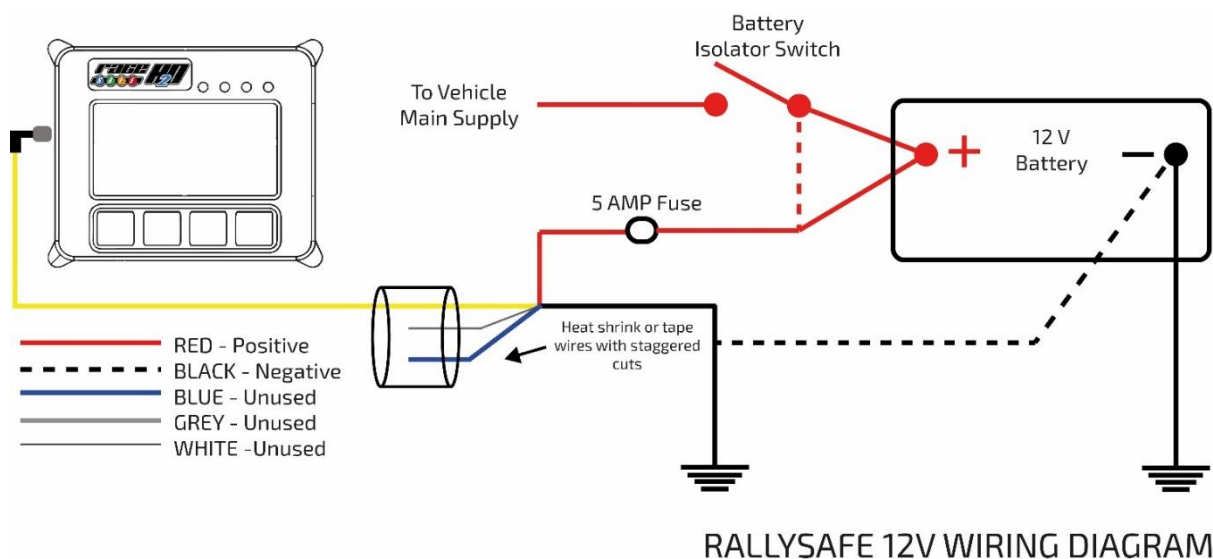 Battery
Isolator Switch
To Vehicle
Main Supply
12 V
Battery
+
−
5 AMP Fuse
Heat shrink or tape
wires with staggered
cuts
RED - Positive
BLACK - Negative
BLUE - Unused
GREY - Unused
WHITE -Unused
RALLYSAFE 12V WIRING DIAGRAM